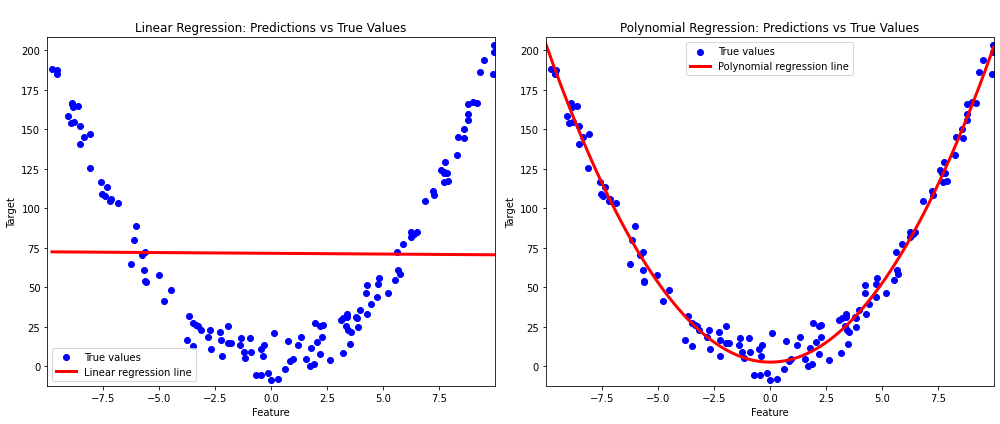 Linear Regression: Predictions vs True Values
200
175
150
125
100
75
50
25
0
Target
True values
Linear regression line
−7.5 −5.0 −2.5 0.0 2.5 5.0 7.5
Feature
Polynomial Regression: Predictions vs True Values
True values
Polynomial regression line
200
175
150
125
100
75
50
25
0
Target
−7.5 −5.0 −2.5 0.0 2.5 5.0 7.5
Feature